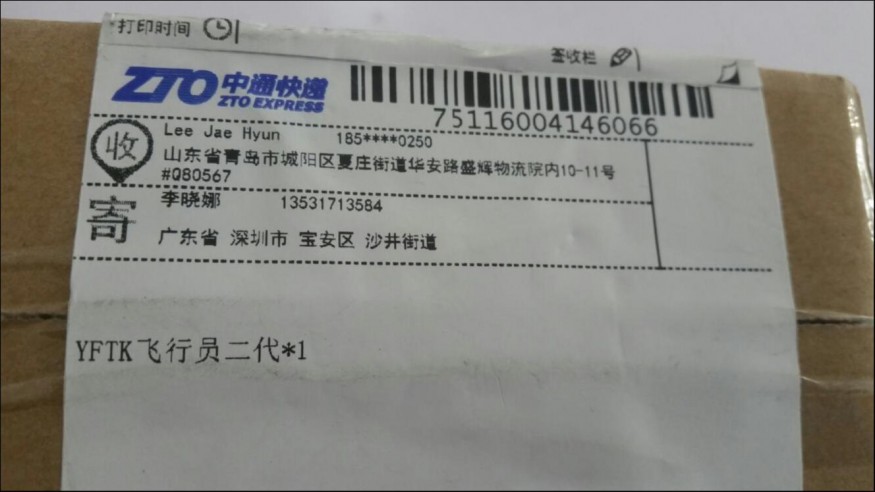 打印时间
签收栏
ZTO 中通快递
ZTO EXPRESS
75116004146066
收
Lee Jae Hyun 185****0250
山东省青岛市城阳区夏庄街道华安路盛辉物流院内10-11号
#Q80567
寄
李晓娜 13531713584
广东省 深圳市 宝安区 沙井街道
YFTK飞行员二代*1